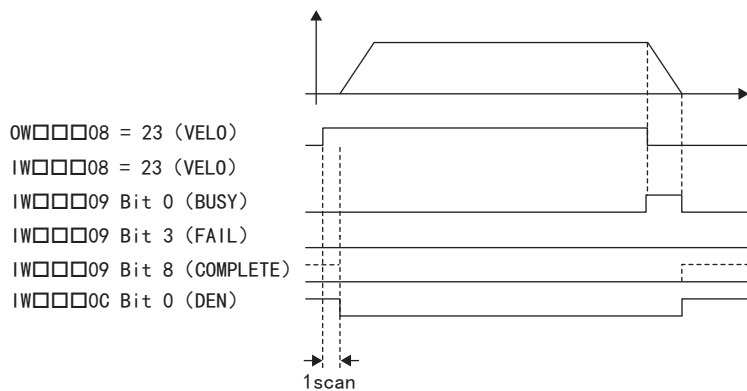 OW□□□08 = 23 (VELO)
IW□□□08 = 23 (VELO)
IW□□□09 Bit 0 (BUSY)
IW□□□09 Bit 3 (FAIL)
IW□□□09 Bit 8 (COMPLETE)
IW□□□0C Bit 0 (DEN)
1scan